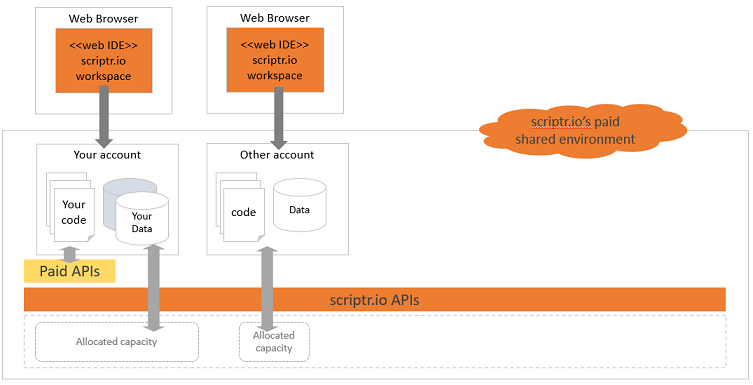 Web Browser
<<web IDE>>
scriptr.io
workspace
Web Browser
<<web IDE>>
scriptr.io
workspace
scriptr.io's paid
shared environment
Your account
Your
code
Your
Data
Other account
code
Data
Paid APIs
scriptr.io APIs
Allocated capacity
Allocated
capacity